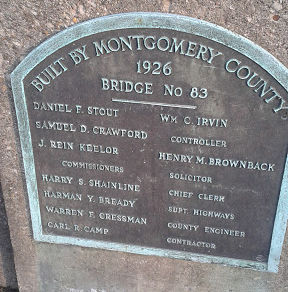 BUILT BY MONTGOMERY COUNTY
1926
BRIDGE No 83
DANIEL F. STOUT
SAMUEL D. CRAWFORD
J. REIN KEELOR
COMMISSIONERS
HARRY S. SHAINLINE
HARMAN Y. BREADY
WARREN F. CRESSMAN
CARL R. CAMP
Wm C. IRVIN
CONTROLLER
HENRY M. BROWNBACK
SOLICITOR
CHIEF CLERK
SUPT. HIGHWAYS
COUNTY ENGINEER
CONTRACTOR